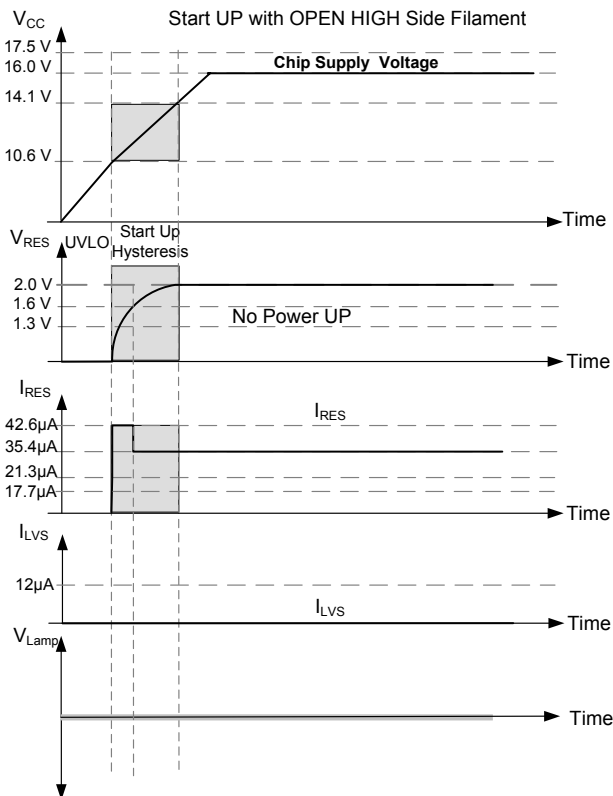 Start UP with OPEN HIGH Side Filament
VCC
17.5 V
16.0 V
Chip Supply Voltage
14.1 V
10.6 V
Time
VRES
UVLO
Start Up
Hysteresis
2.0 V
1.6 V
1.3 V
No Power UP
Time
IRES
IRES
42.6µA
35.4µA
21.3µA
17.7µA
Time
ILVS
12µA
ILVS
Time
VLamp
Time